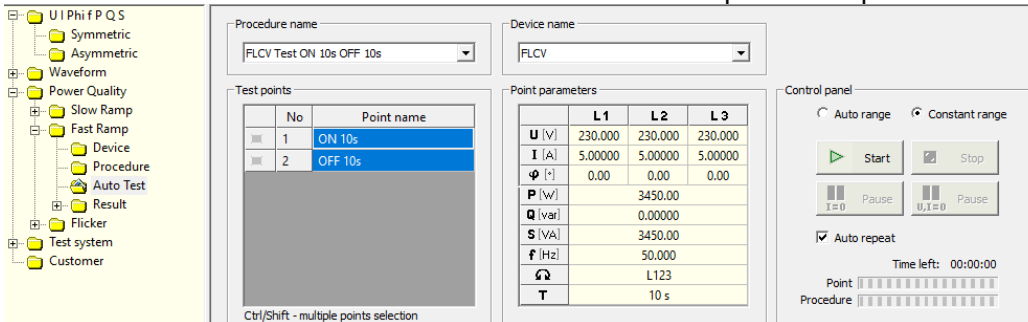 U I Phi f P Q S
Symmetric
Asymmetric
Waveform
Power Quality
Slow Ramp
Fast Ramp
Device
Procedure
Auto Test
Result
Flicker
Test system
Customer
Procedure name
FLCV Test ON 10s OFF 10s
Device name
FLCV
Test points
No Point name
1 ON 10s
2 OFF 10s
Ctrl/Shift - multiple points selection
Point parameters
L 1 L 2 L 3
U [V] 230.000 230.000 230.000
I [A] 5.00000 5.00000 5.00000
φ [°] 0.00 0.00 0.00
P [W] 3450.00
Q [var] 0.00000
S [VA] 3450.00
f [Hz] 50.000
L123
T 10 s
Control panel
Auto range Constant range
Start Stop
I=0 Pause U,I=0 Pause
Auto repeat
Time left: 00:00:00
Point
Procedure